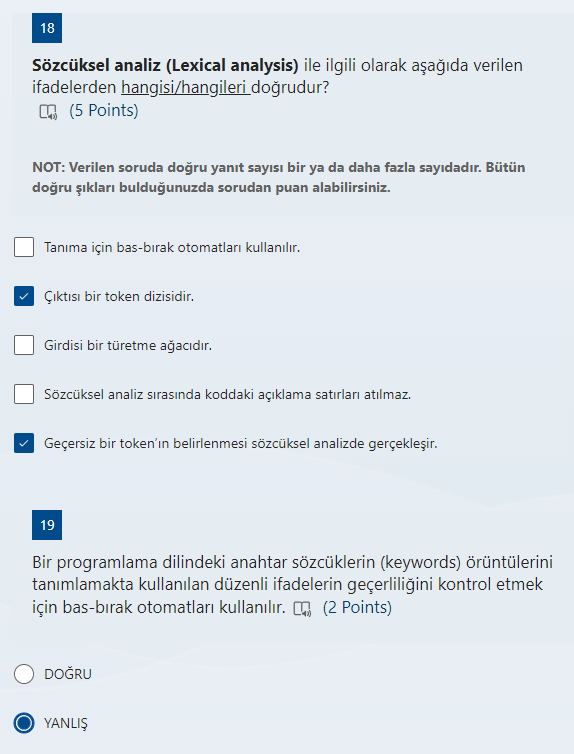 18
Sözcüksel analiz (Lexical analysis) ile ilgili olarak aşağıda verilen
ifadelerden hangisi/hangileri doğrudur?
(5 Points)
NOT: Verilen soruda doğru yanıt sayısı bir ya da daha fazla sayıdadır. Bütün
doğru şıkları bulduğunuzda sorudan puan alabilirsiniz.
Tanıma için bas-bırak otomatları kullanılır.
Çıktısı bir token dizisidir.
Girdisi bir türetme ağacıdır.
Sözcüksel analiz sırasında koddaki açıklama satırları atılmaz.
Geçersiz bir token'ın belirlenmesi sözcüksel analizde gerçekleşir.
19
Bir programlama dilindeki anahtar sözcüklerin (keywords) örüntülerini
tanımlamakta kullanılan düzenli ifadelerin geçerliliğini kontrol etmek
için bas-bırak otomatları kullanılır. (2 Points)
DOĞRU
YANLIŞ